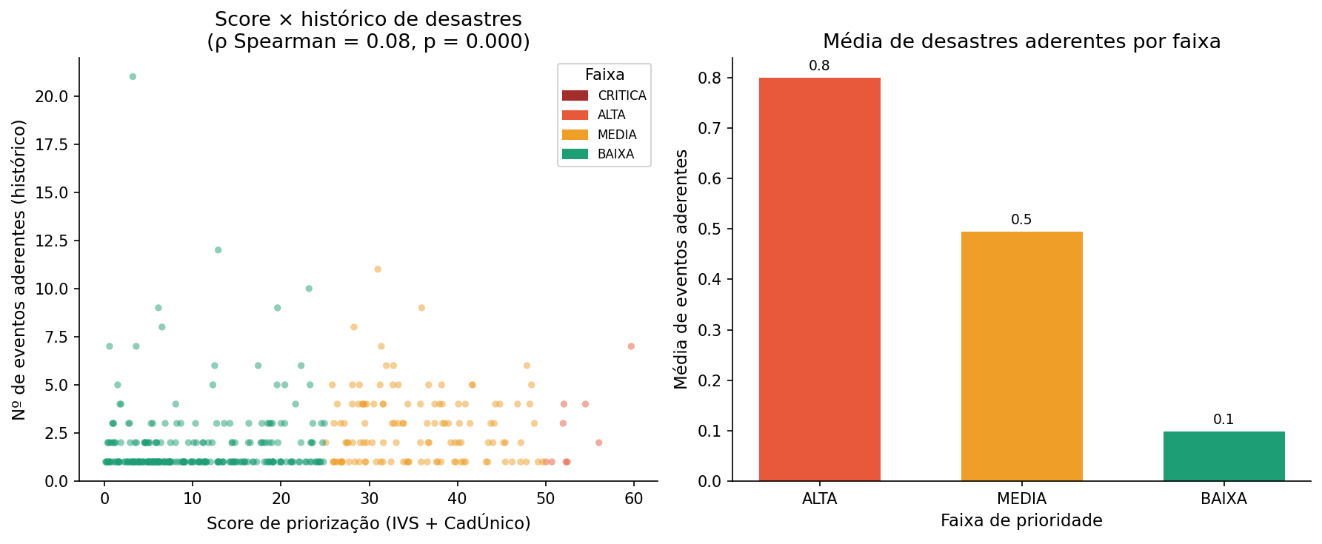 Score × histórico de desastres
(ρ Spearman = 0.08, p = 0.000)
Nº de eventos aderentes (histórico)
20.0
17.5
15.0
12.5
10.0
7.5
5.0
2.5
0.0
Faixa
CRITICA
ALTA
MEDIA
BAIXA
0 10 20 30 40 50 60
Score de priorização (IVS + CadÚnico)
Média de desastres aderentes por faixa
Média de eventos aderentes
0.8
0.7
0.6
0.5
0.4
0.3
0.2
0.1
0.0
0.8
0.5
0.1
ALTA MEDIA BAIXA
Faixa de prioridade